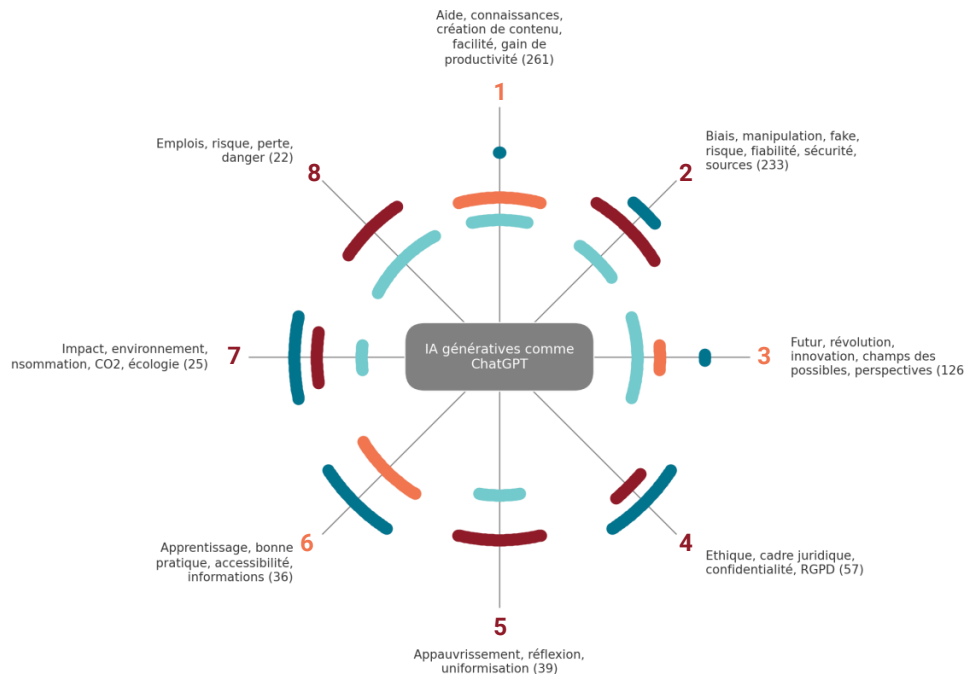 Aide, connaissances,
création de contenu,
facilité, gain de
productivité (261)
1
Emplois, risque, perte,
danger (22)
8
Biais, manipulation, fake,
risque, fiabilité, sécurité,
sources (233)
2
IA génératives comme
ChatGPT
Impact, environnement,
nsommation, CO2, écologie (25)
7
3
Futur, révolution,
innovation, champs des
possibles, perspectives (126
6
Apprentissage, bonne
pratique, accessibilité,
informations (36)
4
Ethique, cadre juridique,
confidentialité, RGPD (57)
5
Appauvrissement, réflexion,
uniformisation (39)